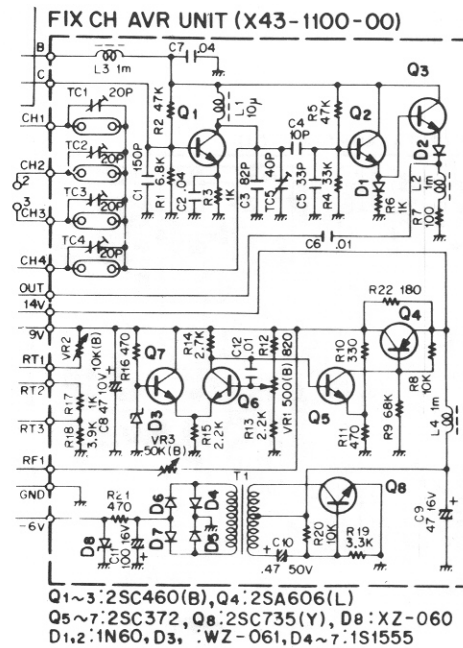 FIX CH AVR UNIT (X43-1100-00)
B
C7 .04
L3 1m
C
TC1 20P
R2 47K
Q1
L1 10μ
R5 47K
Q2
Q3
CH1
C4 10P
TC2 20P
CH2
2
3
TC3 20P
CH3
C1 150P
R1 6.8K
C2 .04
R3 1K
C3 82P
TC5 40P
C5 33P
R4 33K
D1
R6 1K
D2
L2 1m
R7 100
TC4 20P
CH4
C6 .01
OUT
14V
R22 180
Q4
9V
VR2 10K(B)
RT1
C8 47 10V
R16 470
Q7
R14 2.7K
C12 .01
R12 820
VR1 500(B)
R10 330
R8 10K
RT2
R17 1K
Q6
Q5
D3
R15 2.2K
R13 2.2K
R11 470
R9 68K
L4 1m
RT3
R18 3.9K
VR3 50K(B)
RF1
T1
GND
D6
D4
Q8
R21 470
-6V
D8
C11 100 16V
D7
D5
C10 .47 50V
R20 10K
R19 3.3K
C9 47 16V
Q1~3:2SC460(B), Q4:2SA606(L)
Q5~7:2SC372, Q8:2SC735(Y), D8:XZ-060
D1,2:1N60, D3, :WZ-061, D4~7:1S1555